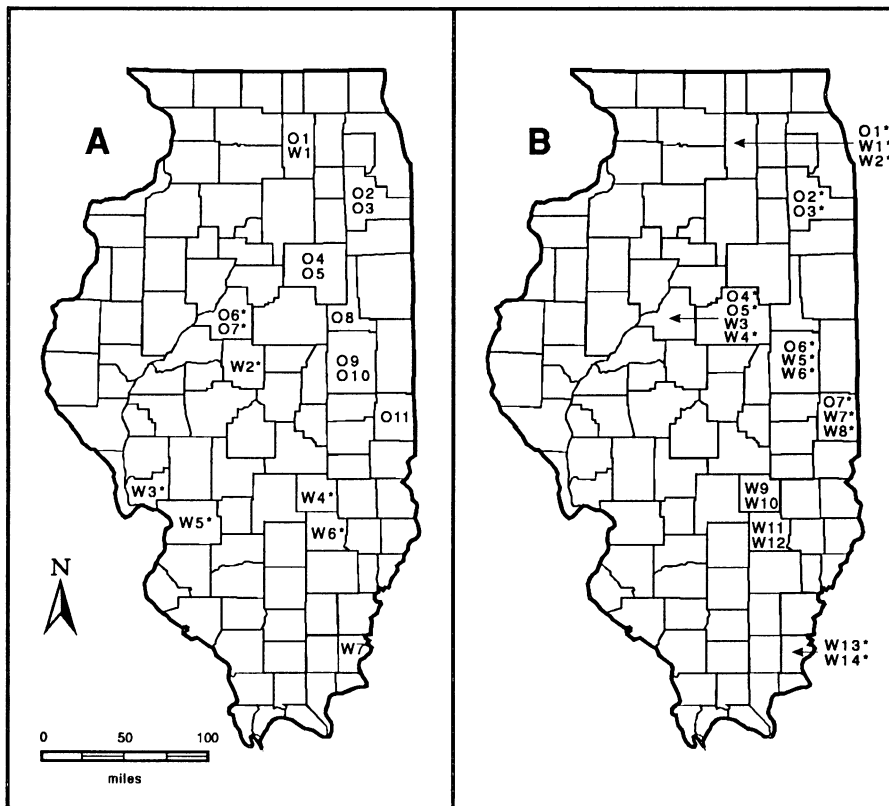 A
O1
W1
O2
O3
O4
O5
O6*
O7*
O8
W2*
O9
O10
O11
W3*
W4*
W5*
W6*
W7
N
0 50 100
miles
B
O1*
W1*
W2*
O2*
O3*
O4*
O5*
W3
W4*
O6*
W5*
W6*
O7*
W7*
W8*
W9
W10
W11
W12
W13*
W14*